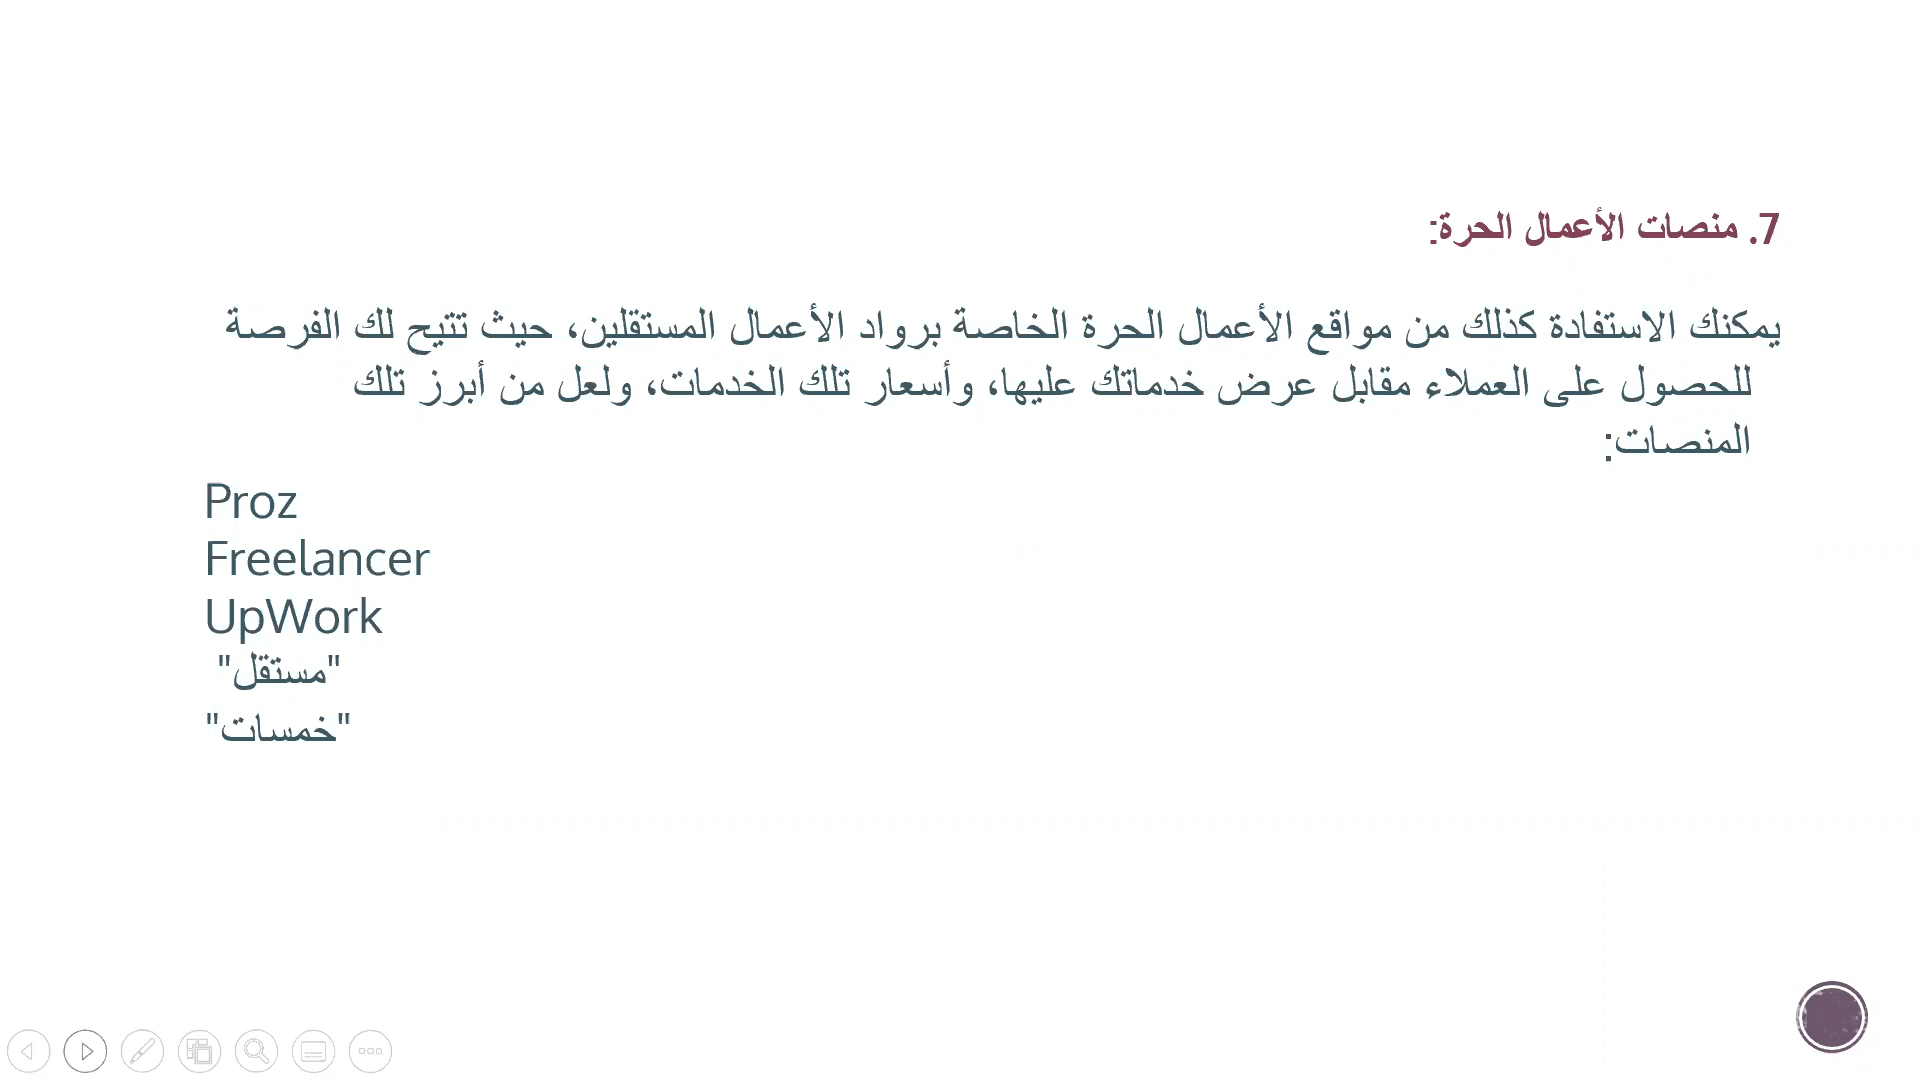 7. منصات الأعمال الحرة:
يمكنك الاستفادة كذلك من مواقع الأعمال الحرة الخاصة برواد الأعمال المستقلين، حيث تتيح لك الفرصة
للحصول على العملاء مقابل عرض خدماتك عليها، وأسعار تلك الخدمات، ولعل من أبرز تلك
المنصات:
Proz
Freelancer
UpWork
"مستقل"
"خمسات"